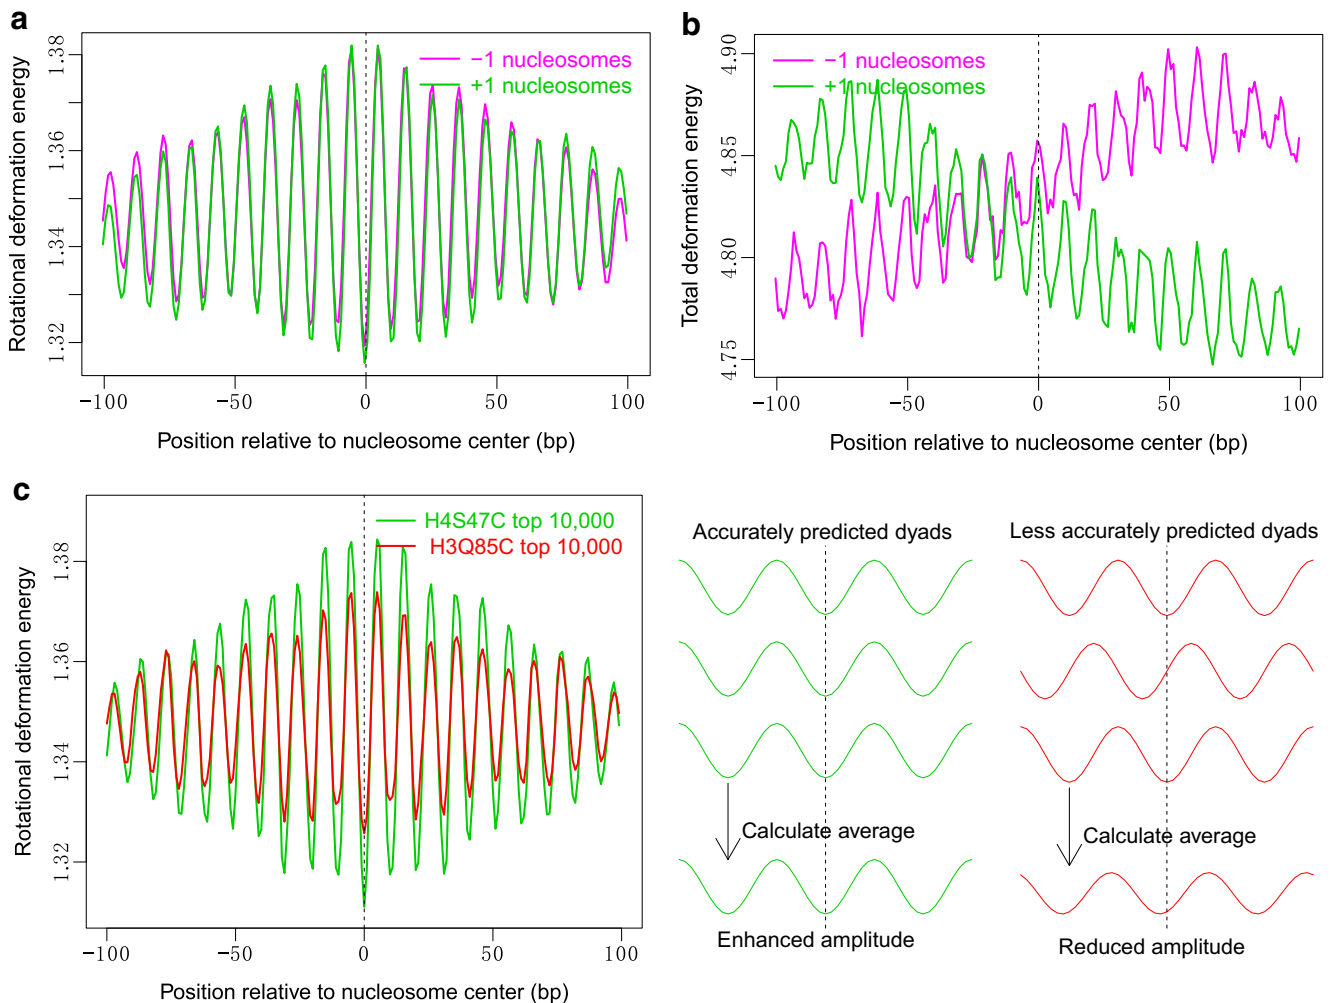 a
Rotational deformation energy
1.38
1.36
1.34
1.32
−1 nucleosomes
+1 nucleosomes
−100
−50
0
50
100
Position relative to nucleosome center (bp)
b
Total deformation energy
4.90
4.85
4.80
4.75
−1 nucleosomes
+1 nucleosomes
−100
−50
0
50
100
Position relative to nucleosome center (bp)
c
Rotational deformation energy
1.38
1.36
1.34
1.32
H4S47C top 10,000
H3Q85C top 10,000
−100
−50
0
50
100
Position relative to nucleosome center (bp)
Accurately predicted dyads
Calculate average
Enhanced amplitude
Less accurately predicted dyads
Calculate average
Reduced amplitude